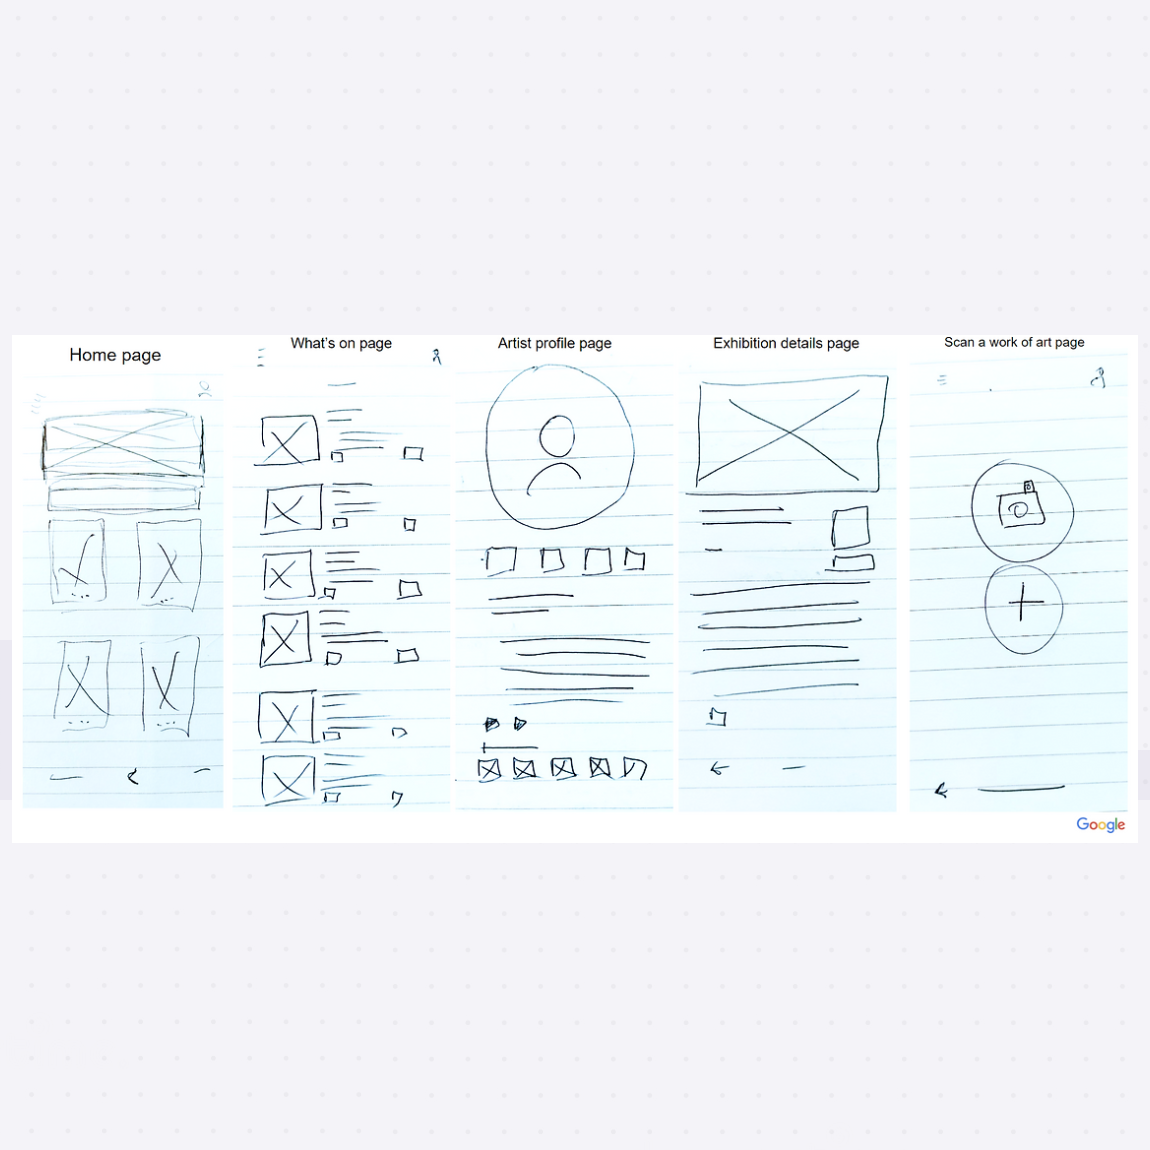 Home page
What's on page
Artist profile page
Exhibition details page
Scan a work of art page
Google